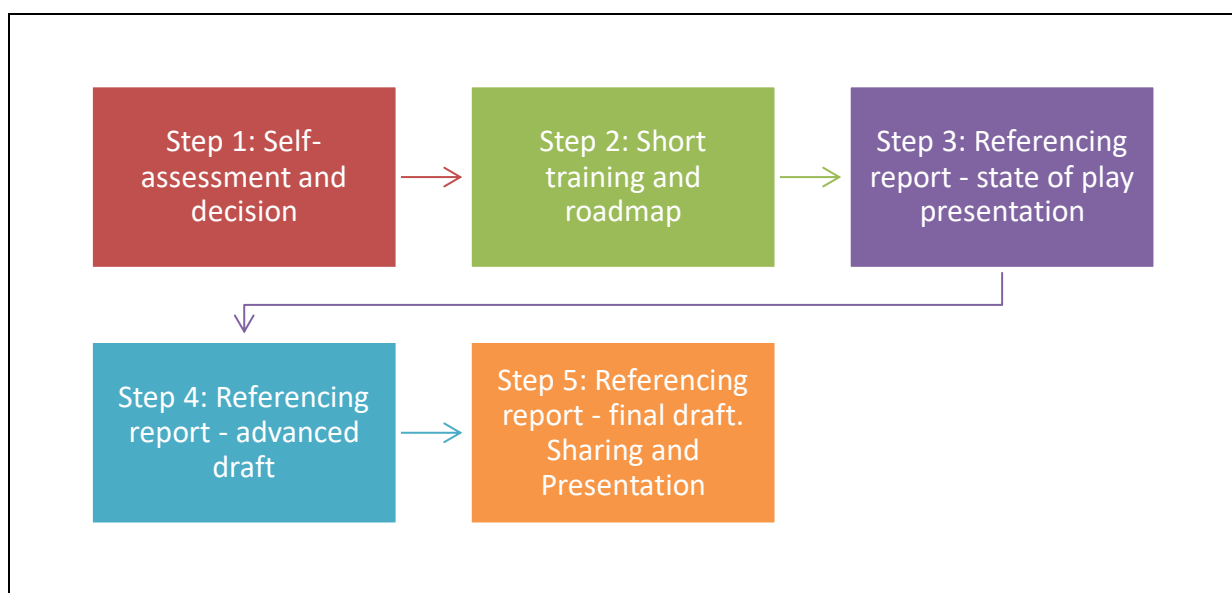 Step 1: Self-
assessment and
decision
Step 2: Short
training and
roadmap
Step 3: Referencing
report - state of play
presentation
Step 4: Referencing
report - advanced
draft
Step 5: Referencing
report - final draft.
Sharing and
Presentation